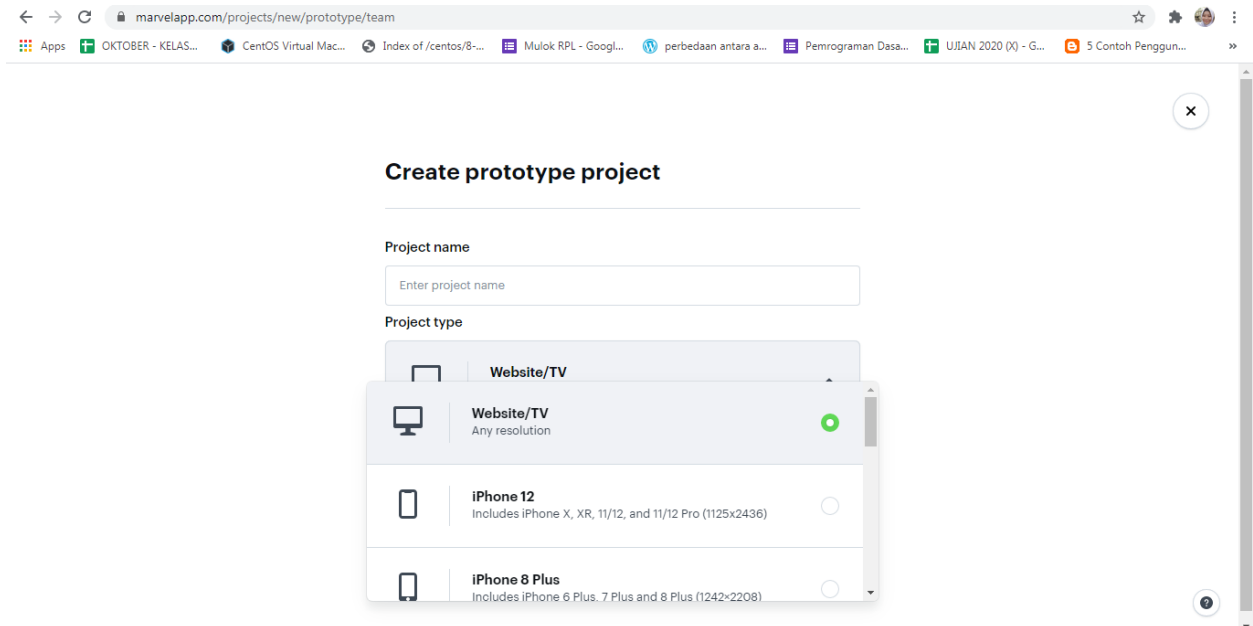 marvelapp.com/projects/new/prototype/team
Apps OKTOBER - KELAS... CentOS Virtual Mac... Index of /centos/8-... Mulok RPL - Googl... perbedaan antara a... Pemrograman Dasa... UJIAN 2020 (X) - G... 5 Contoh Penggun... »
Create prototype project
Project name
Enter project name
Project type
Website/TV
Website/TV
Any resolution
iPhone 12
Includes iPhone X, XR, 11/12, and 11/12 Pro (1125x2436)
iPhone 8 Plus
Includes iPhone 6 Plus, 7 Plus and 8 Plus (1242×2208)